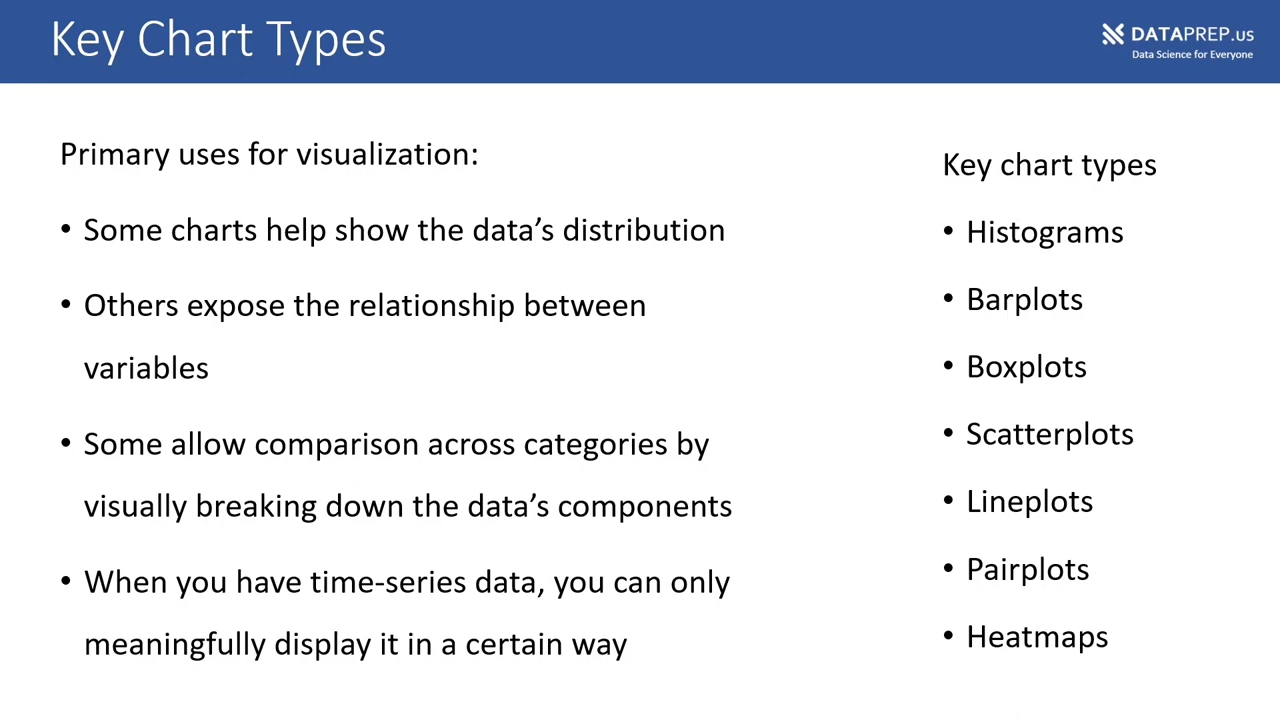 Key Chart Types
DATAPREP.us
Data Science for Everyone
Primary uses for visualization:
• Some charts help show the data’s distribution
• Others expose the relationship between
variables
• Some allow comparison across categories by
visually breaking down the data’s components
• When you have time-series data, you can only
meaningfully display it in a certain way
Key chart types
• Histograms
• Barplots
• Boxplots
• Scatterplots
• Lineplots
• Pairplots
• Heatmaps